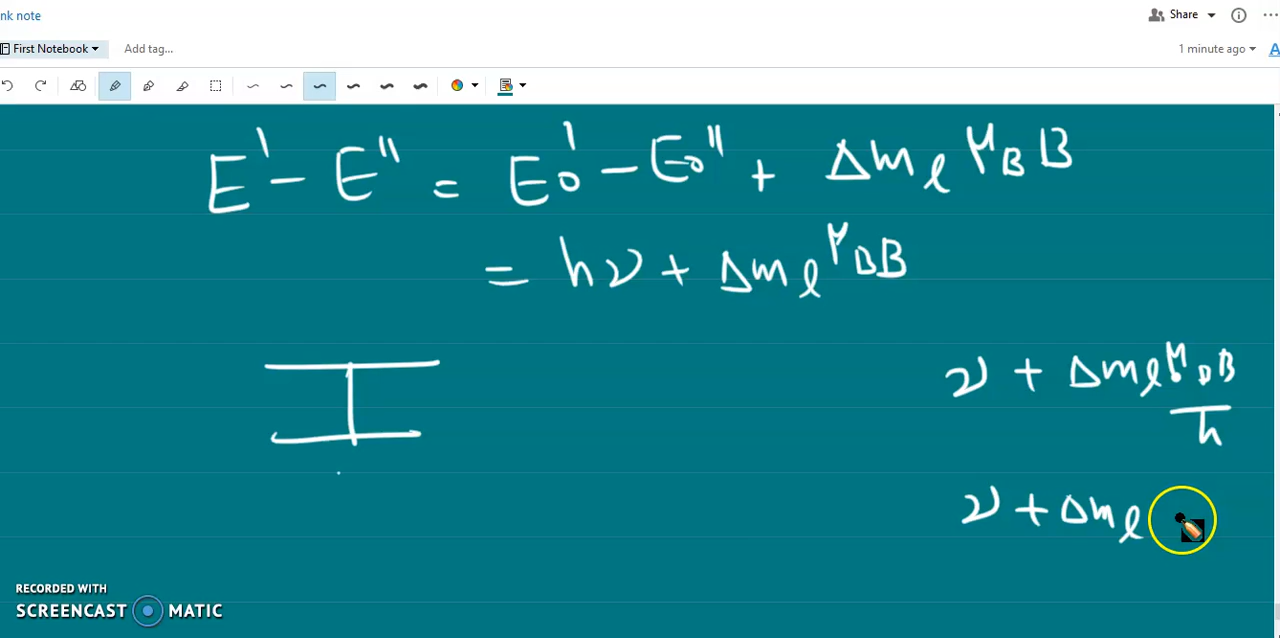 nk note
Share
First Notebook
Add tag...
1 minute ago
E' - E'' = E₀' - E₀'' + Δm_ℓ μ_B B
= hν + Δm_ℓ μ_B B
ν + Δm_ℓ μ_B B
h
ν + Δm_ℓ
RECORDED WITH
SCREENCAST MATIC